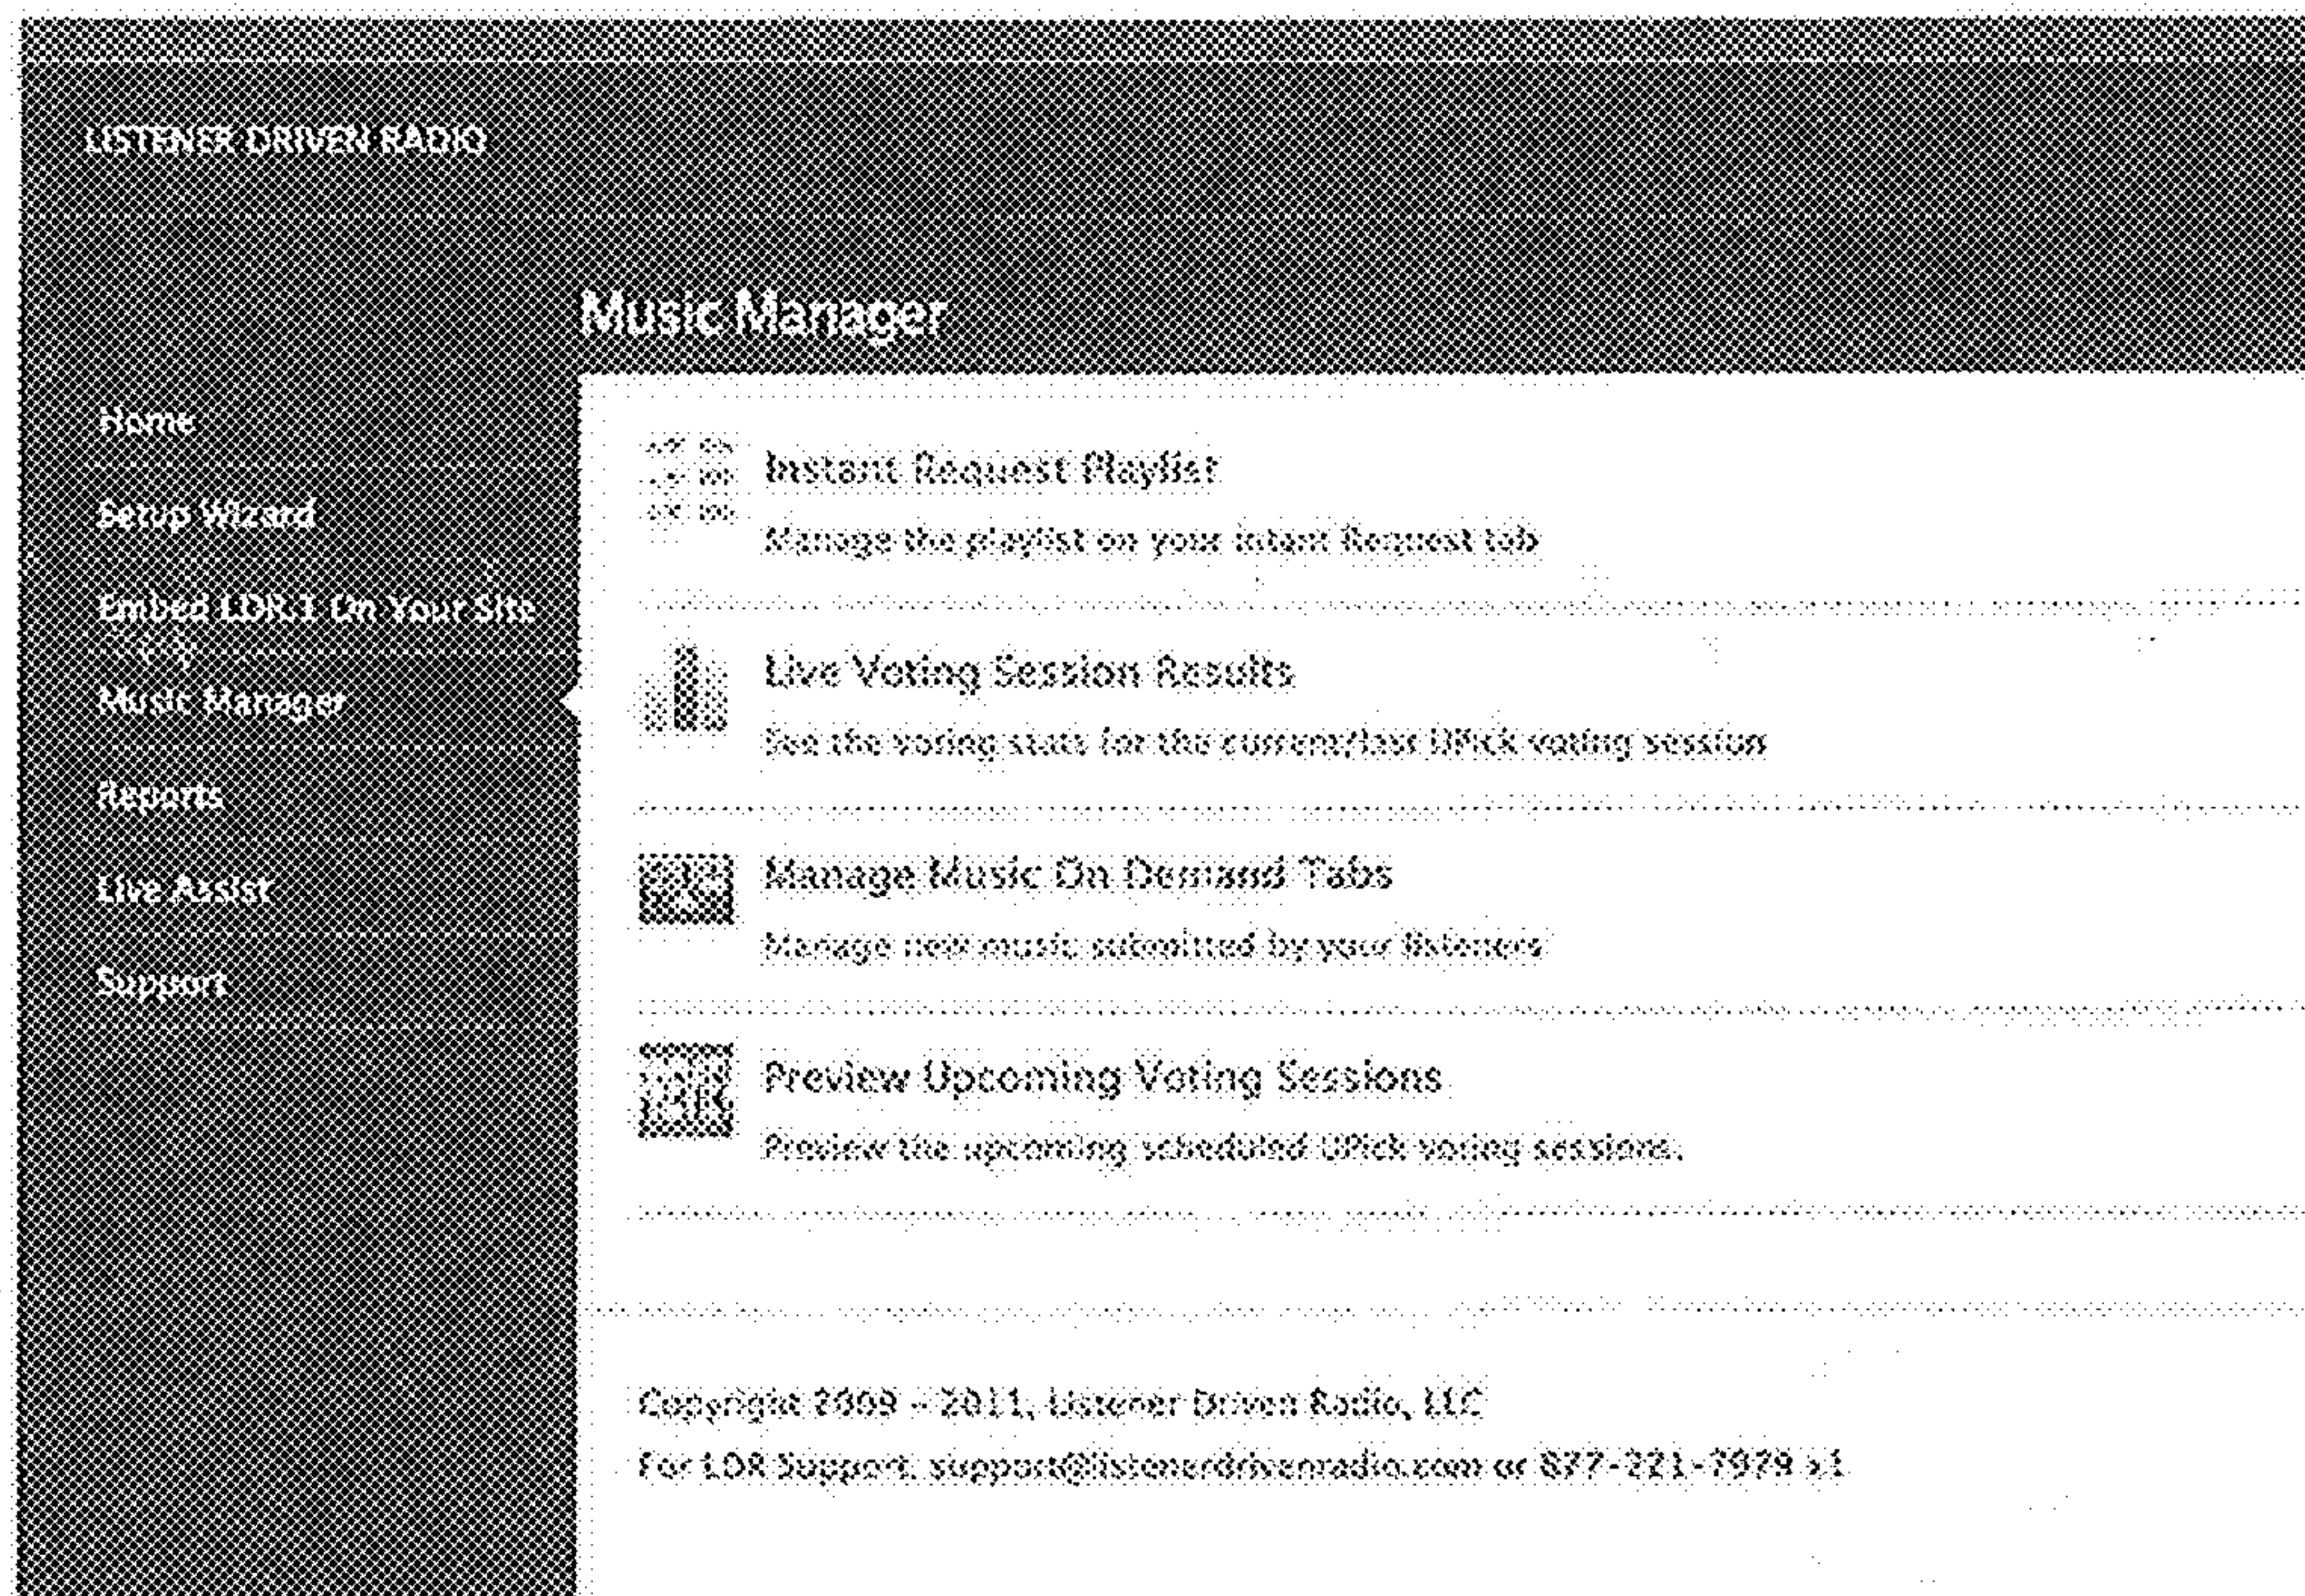 LISTENER DRIVEN RADIO
Music Manager
Home
Setup Wizard
Embed LDR.1 On Your Site
Music Manager
Reports
Live Assist
Support
Instant Request Playlist
Manage the playlist on your Intant Request tab
Live Voting Session Results
See the voting stats for the current/last UPick voting session
Manage Music On Demand Tabs
Manage new music submitted by your listeners
Preview Upcoming Voting Sessions
Preview the upcoming scheduled UPick voting sessions.
Copyright 2009 - 2011, Listener Driven Radio, LLC
For LDR Support: support@listenerdrivenradio.com or 877-221-7979 x1